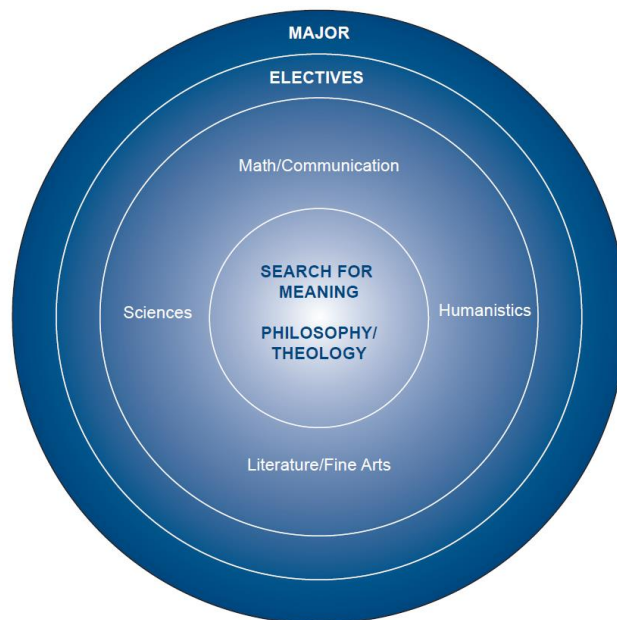 MAJOR
ELECTIVES
Math/Communication
SEARCH FOR
MEANING
Sciences
Humanistics
PHILOSOPHY/
THEOLOGY
Literature/Fine Arts